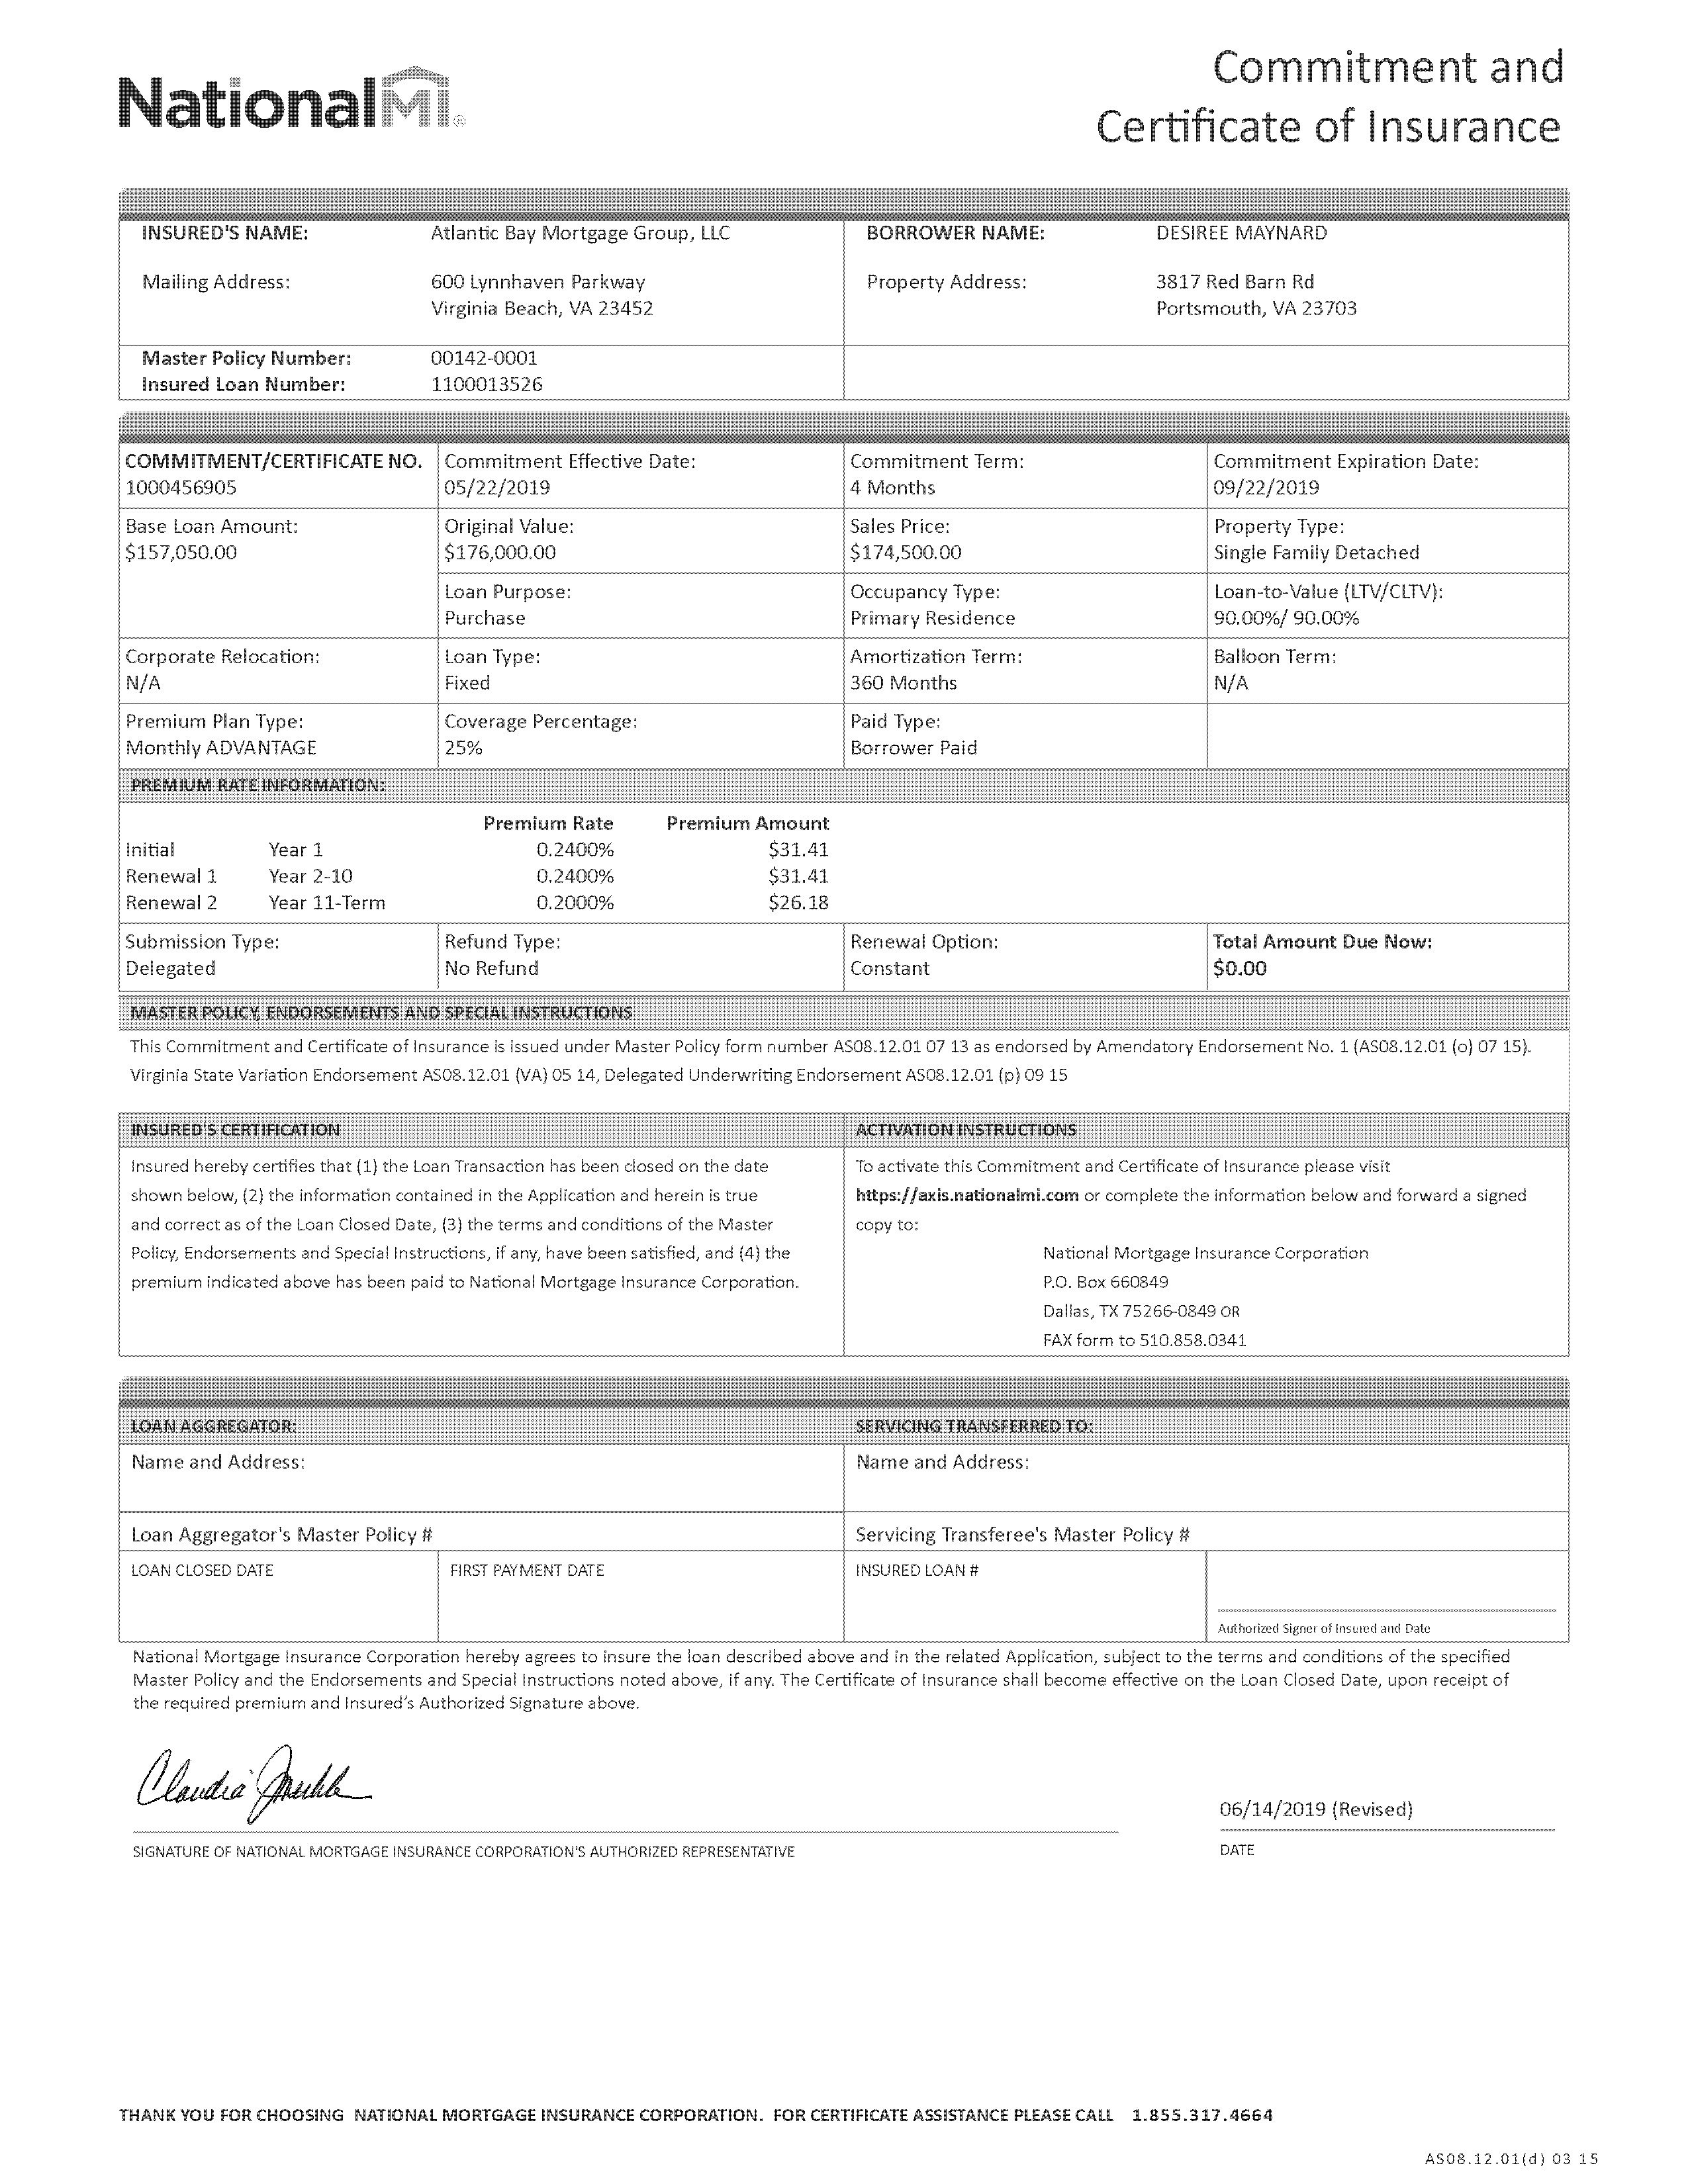 NationalMI®
Commitment and
Certificate of Insurance
INSURED'S NAME: Atlantic Bay Mortgage Group, LLC BORROWER NAME: DESIREE MAYNARD
Mailing Address: 600 Lynnhaven Parkway Property Address: 3817 Red Barn Rd
Virginia Beach, VA 23452 Portsmouth, VA 23703
Master Policy Number: 00142-0001
Insured Loan Number: 1100013526
COMMITMENT/CERTIFICATE NO. Commitment Effective Date: Commitment Term: Commitment Expiration Date:
1000456905 05/22/2019 4 Months 09/22/2019
Base Loan Amount: Original Value: Sales Price: Property Type:
$157,050.00 $176,000.00 $174,500.00 Single Family Detached
Loan Purpose: Occupancy Type: Loan-to-Value (LTV/CLTV):
Purchase Primary Residence 90.00%/ 90.00%
Corporate Relocation: Loan Type: Amortization Term: Balloon Term:
N/A Fixed 360 Months N/A
Premium Plan Type: Coverage Percentage: Paid Type:
Monthly ADVANTAGE 25% Borrower Paid
PREMIUM RATE INFORMATION:
Premium Rate Premium Amount
Initial Year 1 0.2400% $31.41
Renewal 1 Year 2-10 0.2400% $31.41
Renewal 2 Year 11-Term 0.2000% $26.18
Submission Type: Refund Type: Renewal Option: Total Amount Due Now:
Delegated No Refund Constant $0.00
MASTER POLICY, ENDORSEMENTS AND SPECIAL INSTRUCTIONS
This Commitment and Certificate of Insurance is issued under Master Policy form number AS08.12.01 07 13 as endorsed by Amendatory Endorsement No. 1 (AS08.12.01 (o) 07 15).
Virginia State Variation Endorsement AS08.12.01 (VA) 05 14, Delegated Underwriting Endorsement AS08.12.01 (p) 09 15
INSURED'S CERTIFICATION
Insured hereby certifies that (1) the Loan Transaction has been closed on the date
shown below, (2) the information contained in the Application and herein is true
and correct as of the Loan Closed Date, (3) the terms and conditions of the Master
Policy, Endorsements and Special Instructions, if any, have been satisfied, and (4) the
premium indicated above has been paid to National Mortgage Insurance Corporation.
ACTIVATION INSTRUCTIONS
To activate this Commitment and Certificate of Insurance please visit
https://axis.nationalmi.com or complete the information below and forward a signed
copy to:
National Mortgage Insurance Corporation
P.O. Box 660849
Dallas, TX 75266-0849 OR
FAX form to 510.858.0341
LOAN AGGREGATOR: SERVICING TRANSFERRED TO:
Name and Address: Name and Address:
Loan Aggregator's Master Policy # Servicing Transferee's Master Policy #
LOAN CLOSED DATE FIRST PAYMENT DATE INSURED LOAN #
Authorized Signer of Insured and Date
National Mortgage Insurance Corporation hereby agrees to insure the loan described above and in the related Application, subject to the terms and conditions of the specified
Master Policy and the Endorsements and Special Instructions noted above, if any. The Certificate of Insurance shall become effective on the Loan Closed Date, upon receipt of
the required premium and Insured’s Authorized Signature above.
Claudia
06/14/2019 (Revised)
SIGNATURE OF NATIONAL MORTGAGE INSURANCE CORPORATION'S AUTHORIZED REPRESENTATIVE DATE
THANK YOU FOR CHOOSING NATIONAL MORTGAGE INSURANCE CORPORATION. FOR CERTIFICATE ASSISTANCE PLEASE CALL 1.855.317.4664
AS08.12.01(d) 03 15